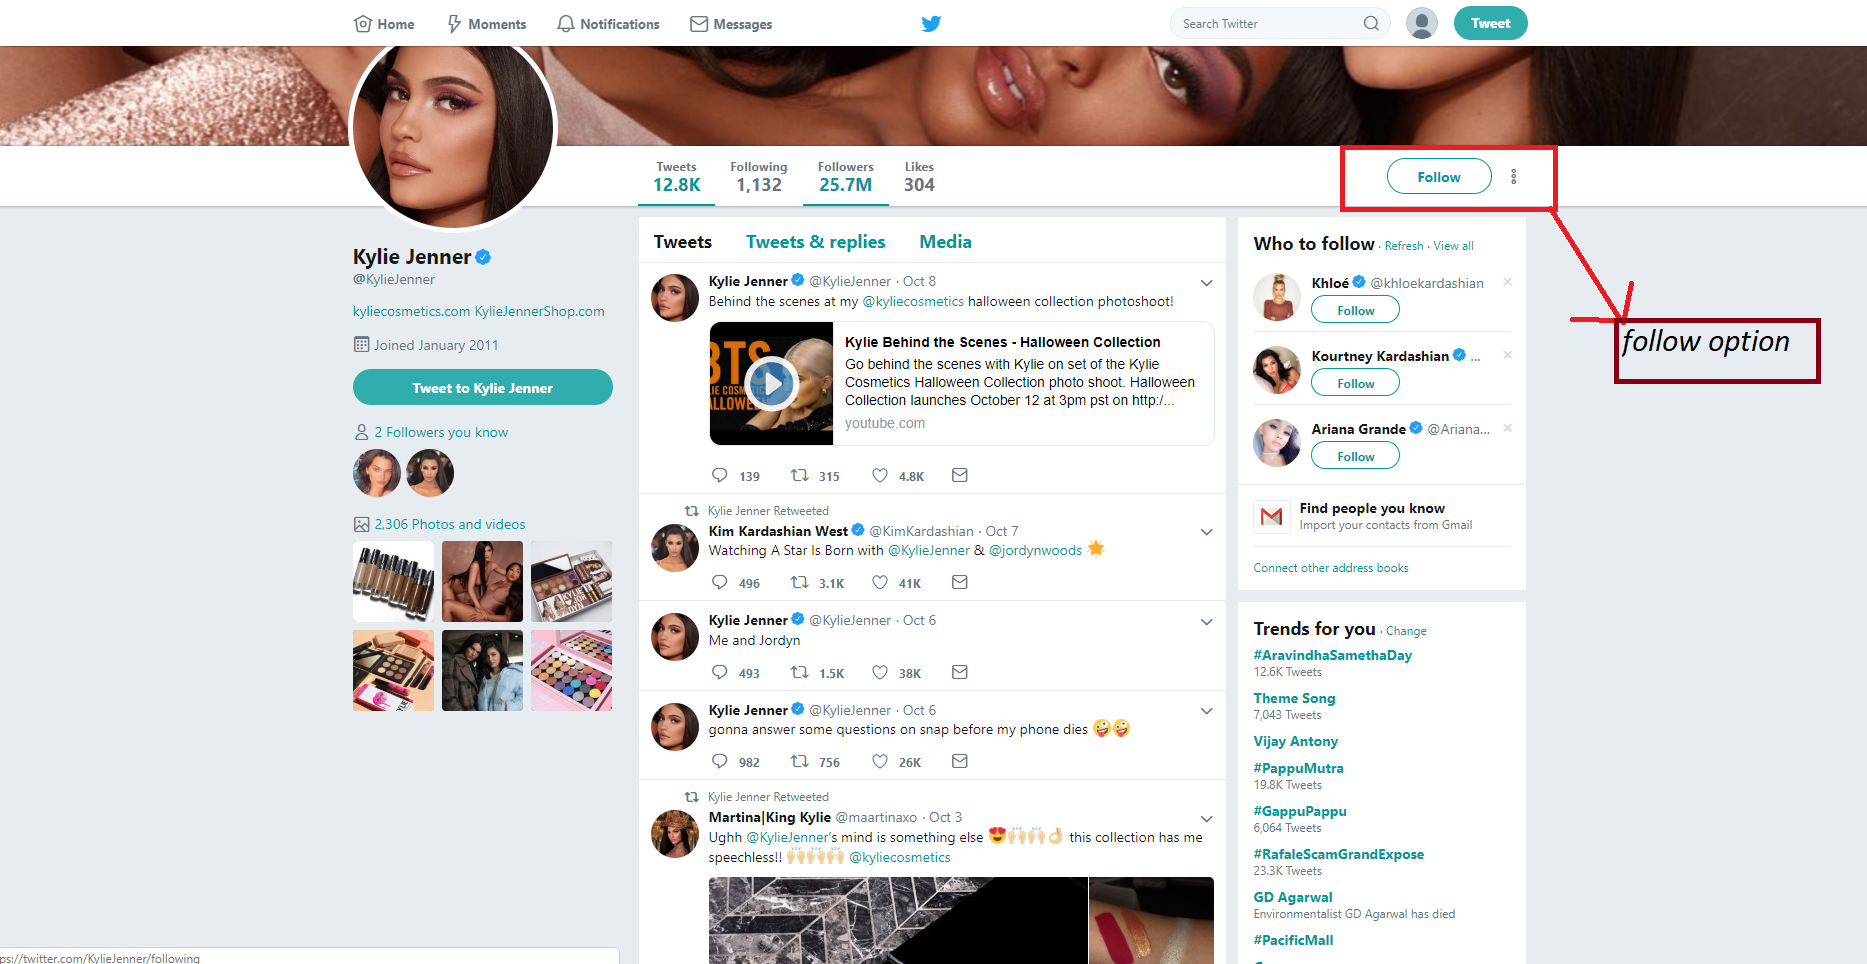 Home
Moments
Notifications
Messages
Search Twitter
Tweet
Tweets
12.8K
Following
1,132
Followers
25.7M
Likes
304
Follow
follow option
Kylie Jenner
@KylieJenner
kyliecosmetics.com KylieJennerShop.com
Joined January 2011
Tweet to Kylie Jenner
2 Followers you know
2,306 Photos and videos
KYLIE
JOR
DYN
Tweets
Tweets & replies
Media
Kylie Jenner @KylieJenner · Oct 8
Behind the scenes at my @kyliecosmetics halloween collection photoshoot!
BTS
Kylie Behind the Scenes - Halloween Collection
Go behind the scenes with Kylie on set of the Kylie
Cosmetics Halloween Collection photo shoot. Halloween
Collection launches October 12 at 3pm pst on http:/...
youtube.com
139
315
4.8K
Kylie Jenner Retweeted
Kim Kardashian West @KimKardashian · Oct 7
Watching A Star Is Born with @KylieJenner & @jordynwoods 🌟
496
3.1K
41K
Kylie Jenner @KylieJenner · Oct 6
Me and Jordyn
493
1.5K
38K
Kylie Jenner @KylieJenner · Oct 6
gonna answer some questions on snap before my phone dies 🤪🤪
982
756
26K
Kylie Jenner Retweeted
Martina|King Kylie @maartinaxo · Oct 3
Ughh @KylieJenner's mind is something else 😍🙌🏼🙌🏼👌🏼 this collection has me
speechless!! 🙌🏼🙌🏼🙌🏼 @kyliecosmetics
Who to follow · Refresh · View all
Khloé @khloekardashian
Follow
Kourtney Kardashian ...
Follow
Ariana Grande @Ariana...
Follow
Find people you know
Import your contacts from Gmail
Connect other address books
Trends for you · Change
#AravindhaSamethaDay
12.6K Tweets
Theme Song
7,043 Tweets
Vijay Antony
#PappuMutra
19.8K Tweets
#GappuPappu
6,064 Tweets
#RafaleScamGrandExpose
23.3K Tweets
GD Agarwal
Environmentalist GD Agarwal has died
#PacificMall
ps://twitter.com/KylieJenner/following